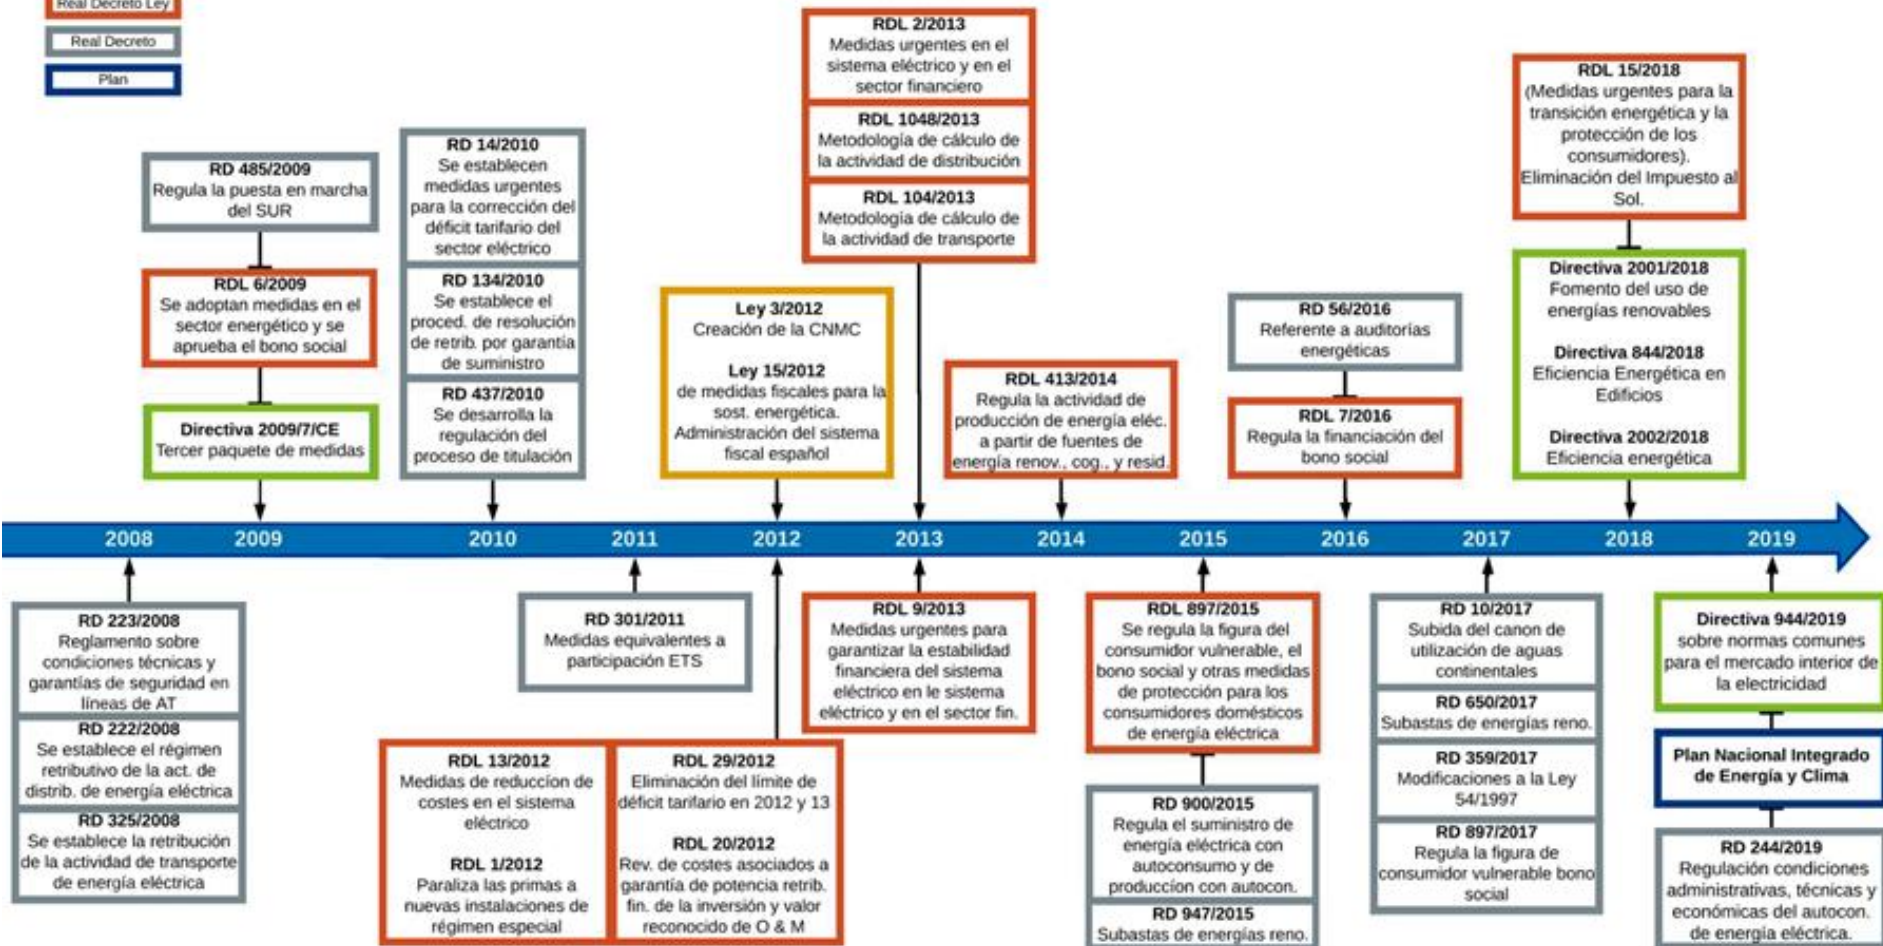 Real Decreto Ley
Real Decreto
Plan
RD 485/2009
Regula la puesta en marcha
del SUR
RDL 6/2009
Se adoptan medidas en el
sector energético y se
aprueba el bono social
Directiva 2009/7/CE
Tercer paquete de medidas
RD 14/2010
Se establecen
medidas urgentes
para la corrección del
déficit tarifario del
sector eléctrico
RD 134/2010
Se establece el
proced. de resolución
de retrib. por garantía
de suministro
RD 437/2010
Se desarrolla la
regulación del
proceso de titulación
Ley 3/2012
Creación de la CNMC
Ley 15/2012
de medidas fiscales para la
sost. energética.
Administración del sistema
fiscal español
RDL 2/2013
Medidas urgentes en el
sistema eléctrico y en el
sector financiero
RDL 1048/2013
Metodología de cálculo de
la actividad de distribución
RDL 104/2013
Metodología de cálculo de
la actividad de transporte
RDL 413/2014
Regula la actividad de
producción de energía eléc.
a partir de fuentes de
energía renov., cog., y resid.
RD 56/2016
Referente a auditorías
energéticas
RDL 7/2016
Regula la financiación del
bono social
RDL 15/2018
(Medidas urgentes para la
transición energética y la
protección de los
consumidores).
Eliminación del Impuesto al
Sol.
Directiva 2001/2018
Fomento del uso de
energías renovables
Directiva 844/2018
Eficiencia Energética en
Edificios
Directiva 2002/2018
Eficiencia energética
2008 2009 2010 2011 2012 2013 2014 2015 2016 2017 2018 2019
RD 223/2008
Reglamento sobre
condiciones técnicas y
garantías de seguridad en
líneas de AT
RD 222/2008
Se establece el régimen
retributivo de la act. de
distrib. de energía eléctrica
RD 325/2008
Se establece la retribución
de la actividad de transporte
de energía eléctrica
RD 301/2011
Medidas equivalentes a
participación ETS
RDL 13/2012
Medidas de reduccíon de
costes en el sistema
eléctrico
RDL 1/2012
Paraliza las primas a
nuevas instalaciones de
régimen especial
RDL 29/2012
Eliminación del límite de
déficit tarifario en 2012 y 13
RDL 20/2012
Rev. de costes asociados a
garantía de potencia retrib.
fin. de la inversión y valor
reconocido de O & M
RDL 9/2013
Medidas urgentes para
garantizar la estabilidad
financiera del sistema
eléctrico en le sistema
eléctrico y en el sector fin.
RDL 897/2015
Se regula la figura del
consumidor vulnerable, el
bono social y otras medidas
de protección para los
consumidores domésticos
de energía eléctrica
RD 900/2015
Regula el suministro de
energía eléctrica con
autoconsumo y de
produccíon con autocon.
RD 947/2015
Subastas de energías reno.
RD 10/2017
Subida del canon de
utilización de aguas
continentales
RD 650/2017
Subastas de energías reno.
RD 359/2017
Modificaciones a la Ley
54/1997
RD 897/2017
Regula la figura de
consumidor vulnerable bono
social
Directiva 944/2019
sobre normas comunes
para el mercado interior de
la electricidad
Plan Nacional Integrado
de Energía y Clima
RD 244/2019
Regulación condiciones
administrativas, técnicas y
económicas del autocon.
de energía eléctrica.